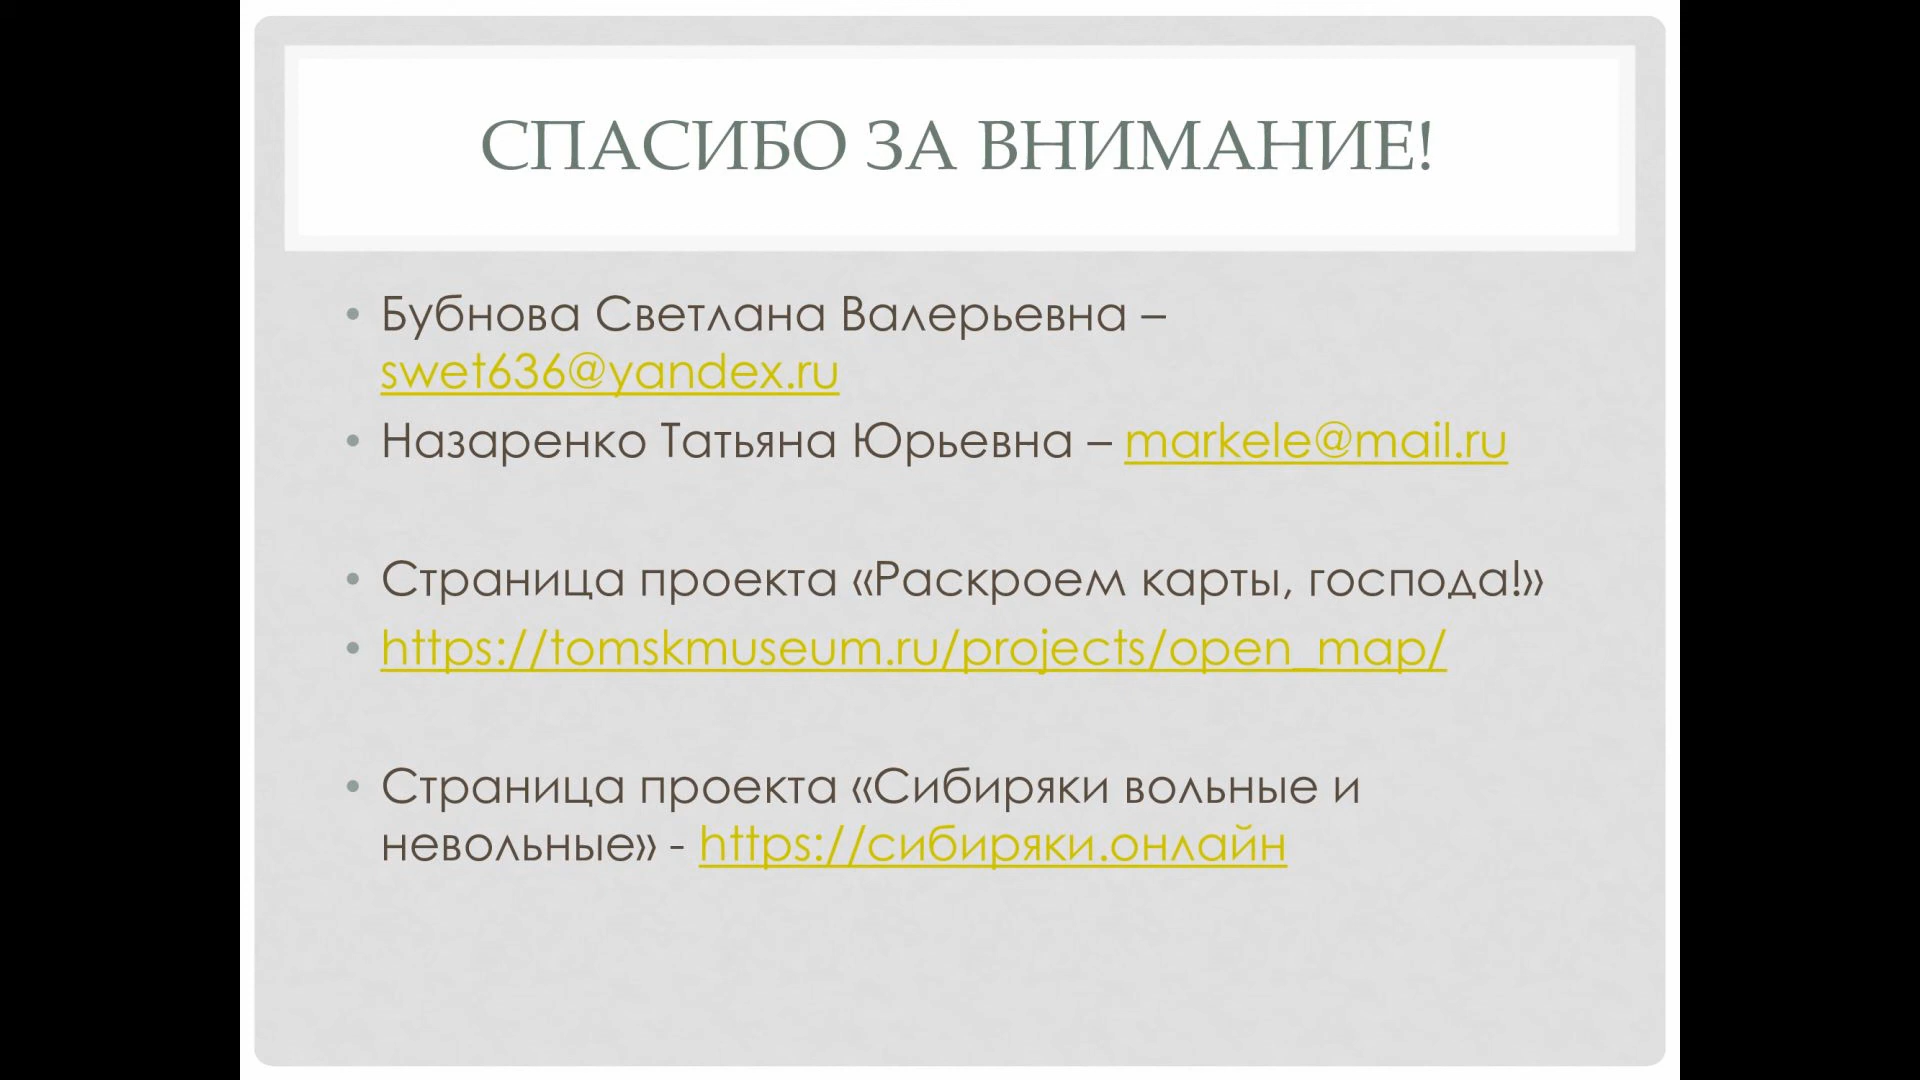 СПАСИБО ЗА ВНИМАНИЕ!
• Бубнова Светлана Валерьевна –
swet636@yandex.ru
• Назаренко Татьяна Юрьевна – markele@mail.ru
• Страница проекта «Раскроем карты, господа!»
• https://tomskmuseum.ru/projects/open_map/
• Страница проекта «Сибиряки вольные и
невольные» - https://сибиряки.онлайн